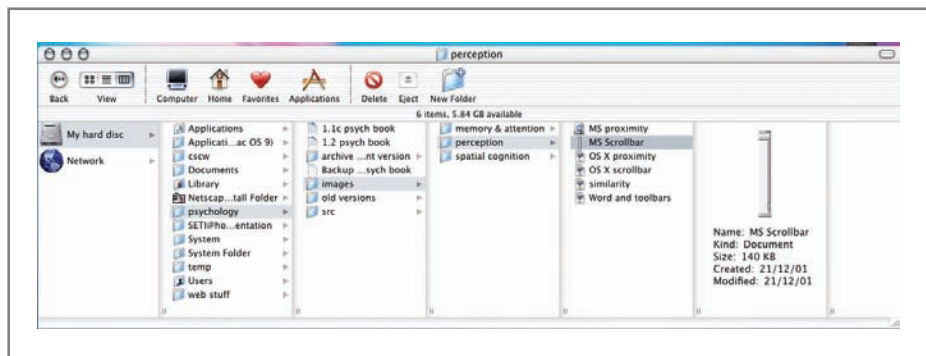 perception
Back View Computer Home Favorites Applications Delete Eject New Folder
6 items, 5.84 GB available
My hard disc
Network
Applications
Applicati...ac OS 9)
cscw
Documents
Library
Netscap...tall Folder
psychology
SETI@ho...entation
System
System Folder
temp
Users
web stuff
1.1c psych book
1.2 psych book
archive ...nt version
Backup ...sych book
images
old versions
src
memory & attention
perception
spatial cognition
MS proximity
MS Scrollbar
OS X proximity
OS X scrollbar
similarity
Word and toolbars
Name: MS Scrollbar
Kind: Document
Size: 140 KB
Created: 21/12/01
Modified: 21/12/01